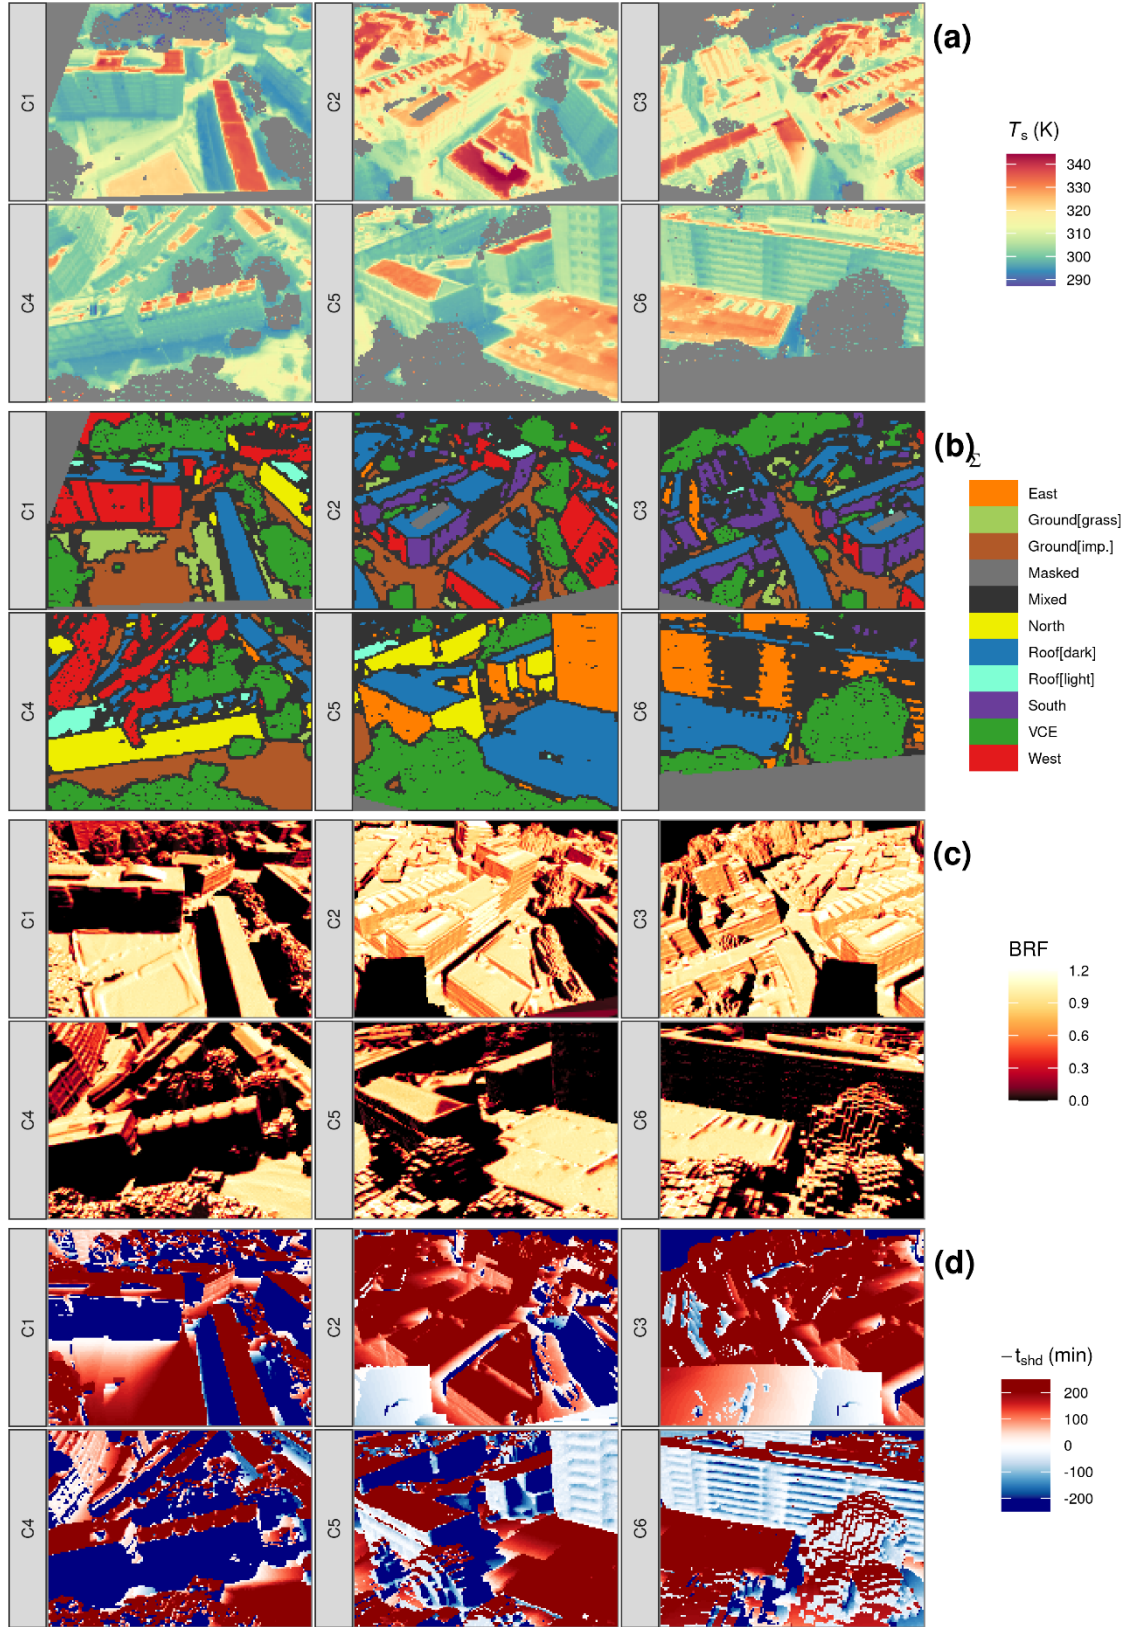 C1
C2
C3
(a)
T_s (K)
340
330
320
310
300
290
C4
C5
C6
C1
C2
C3
(b)
Σ
East
Ground[grass]
Ground[imp.]
Masked
Mixed
North
Roof[dark]
Roof[light]
South
VCE
West
C4
C5
C6
C1
C2
C3
(c)
BRF
1.2
0.9
0.6
0.3
0.0
C4
C5
C6
C1
C2
C3
(d)
−t_shd (min)
200
100
0
-100
-200
C4
C5
C6